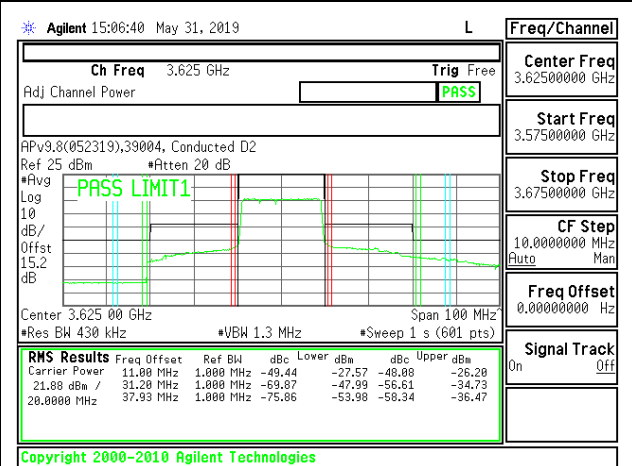 Agilent 15:06:40 May 31, 2019 L
Freq/Channel
Ch Freq 3.625 GHz Trig Free
Adj Channel Power PASS
Center Freq
3.62500000 GHz
Start Freq
3.57500000 GHz
Stop Freq
3.67500000 GHz
CF Step
10.0000000 MHz
Auto Man
Freq Offset
0.00000000 Hz
Signal Track
On Off
APv9.8(052319),39004, Conducted D2
Ref 25 dBm #Atten 20 dB
#Avg
Log
10
dB/
Offst
15.2
dB
PASS LIMIT1
Center 3.625 00 GHz Span 100 MHz^
#Res BW 430 kHz #VBW 1.3 MHz #Sweep 1 s (601 pts)
RMS Results Freq Offset Ref BW dBc Lower dBm dBc Upper dBm
Carrier Power 11.00 MHz 1.000 MHz -49.44 -27.57 -48.08 -26.20
21.88 dBm / 31.20 MHz 1.000 MHz -69.87 -47.99 -56.61 -34.73
20.0000 MHz 37.93 MHz 1.000 MHz -75.86 -53.98 -58.34 -36.47
Copyright 2000-2010 Agilent Technologies